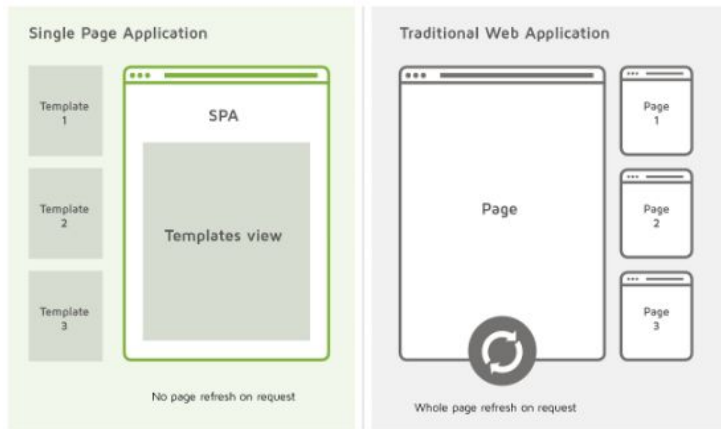 Single Page Application
Template
1
Template
2
Template
3
SPA
Templates view
No page refresh on request
Traditional Web Application
Page
Page
1
Page
2
Page
3
Whole page refresh on request